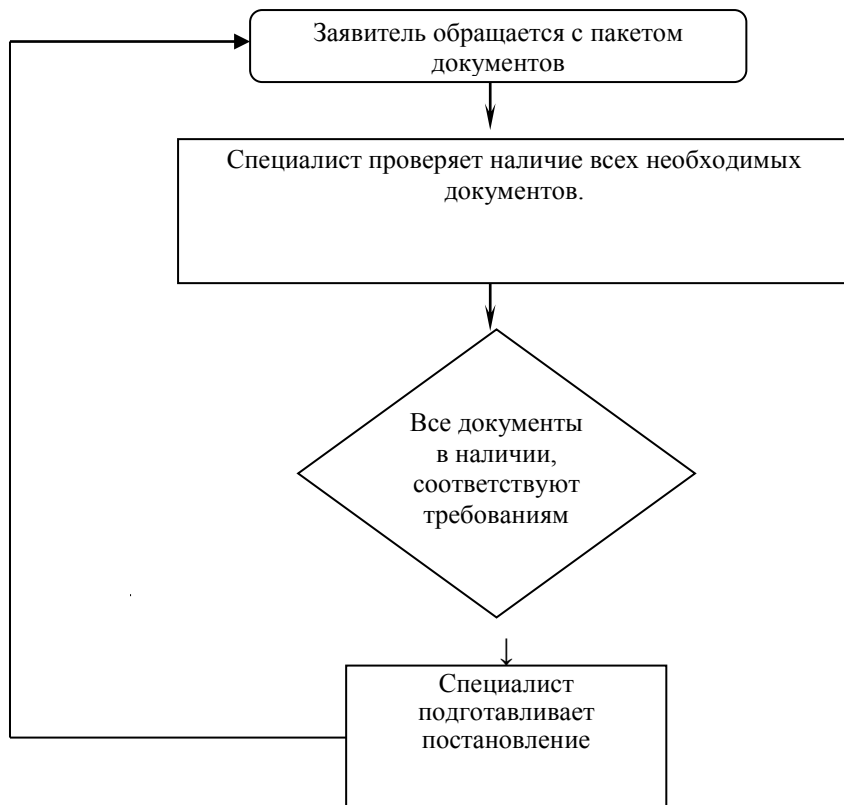 Заявитель обращается с пакетом
документов
Специалист проверяет наличие всех необходимых
документов.
Все документы
в наличии,
соответствуют
требованиям
Специалист
подготавливает
постановление